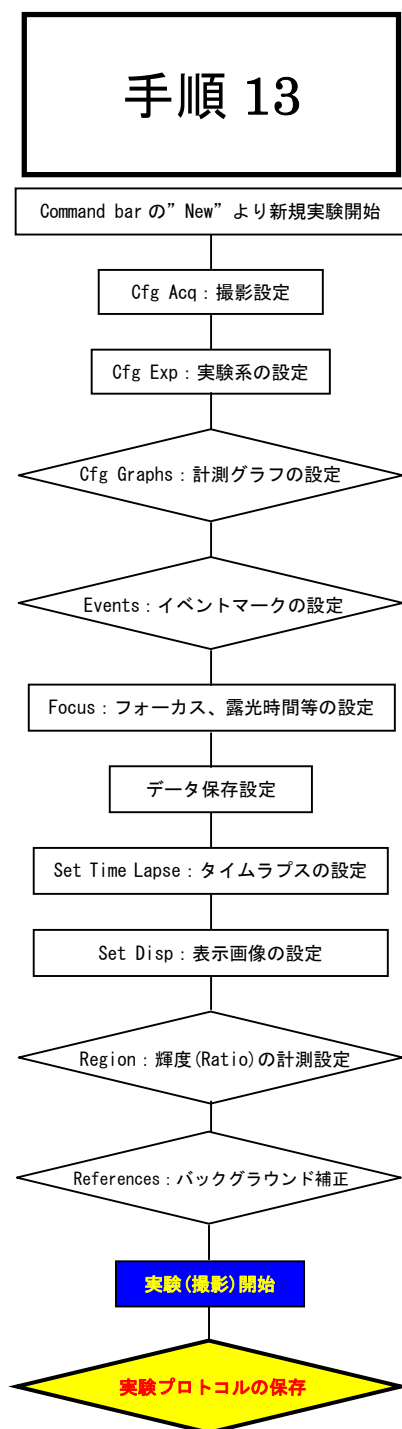 手順 13
Command bar の”New”より新規実験開始
Cfg Acq：撮影設定
Cfg Exp：実験系の設定
Cfg Graphs：計測グラフの設定
Events：イベントマークの設定
Focus：フォーカス、露光時間等の設定
データ保存設定
Set Time Lapse：タイムラプスの設定
Set Disp：表示画像の設定
Region：輝度(Ratio)の計測設定
References：バックグラウンド補正
実験(撮影)開始
実験プロトコルの保存